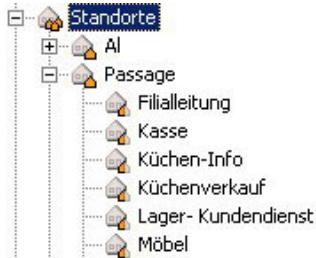 Standorte
Al
Passage
Filialleitung
Kasse
Küchen-Info
Küchenverkauf
Lager- Kundendienst
Möbel